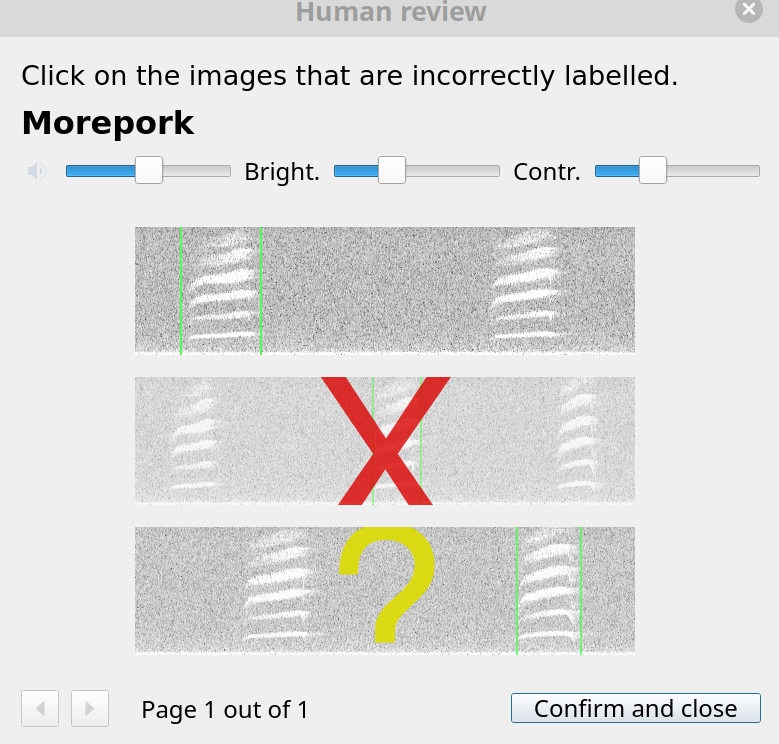 Human review
Click on the images that are incorrectly labelled.
Morepork
Bright. Contr.
X
?
Page 1 out of 1
Confirm and close